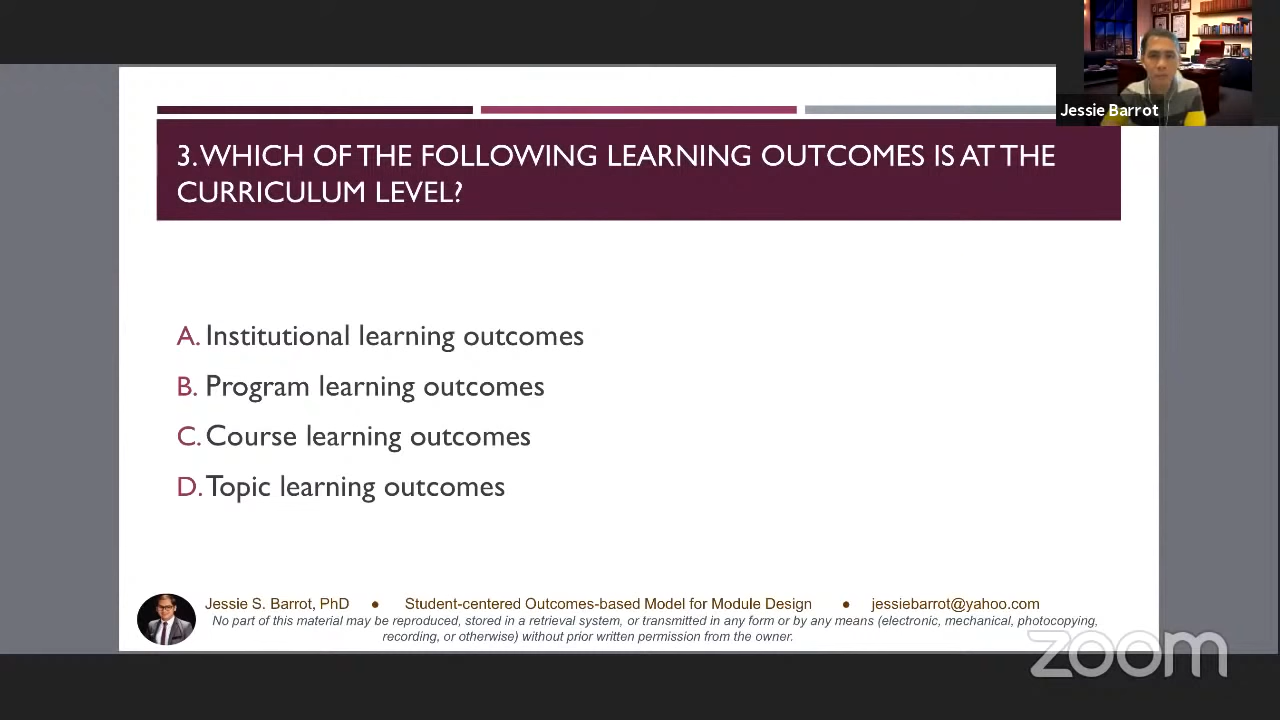 Jessie Barrot
3. WHICH OF THE FOLLOWING LEARNING OUTCOMES IS AT THE
CURRICULUM LEVEL?
A. Institutional learning outcomes
B. Program learning outcomes
C. Course learning outcomes
D. Topic learning outcomes
Jessie S. Barrot, PhD • Student-centered Outcomes-based Model for Module Design • jessiebarrot@yahoo.com
No part of this material may be reproduced, stored in a retrieval system, or transmitted in any form or by any means (electronic, mechanical, photocopying,
recording, or otherwise) without prior written permission from the owner.
zoom